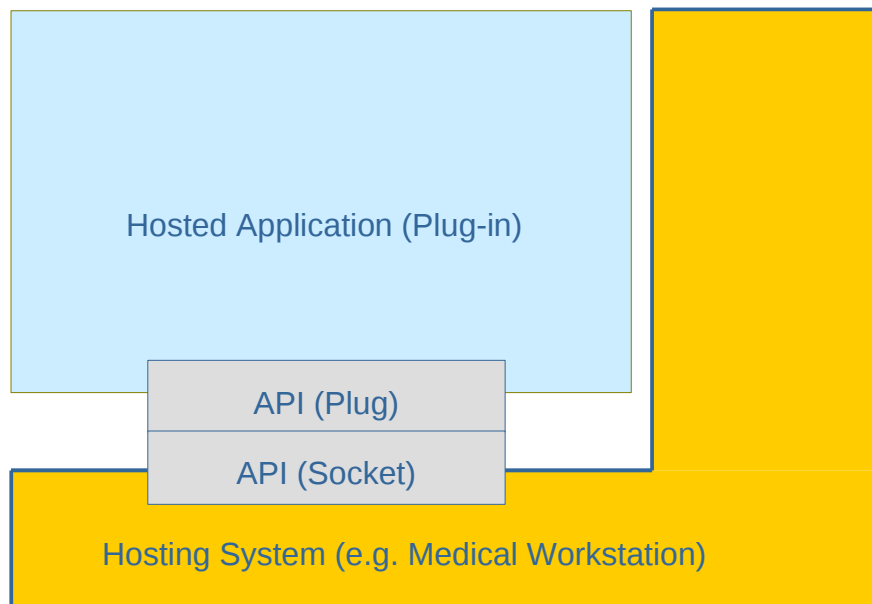 Hosted Application (Plug-in)
API (Plug)
API (Socket)
Hosting System (e.g. Medical Workstation)